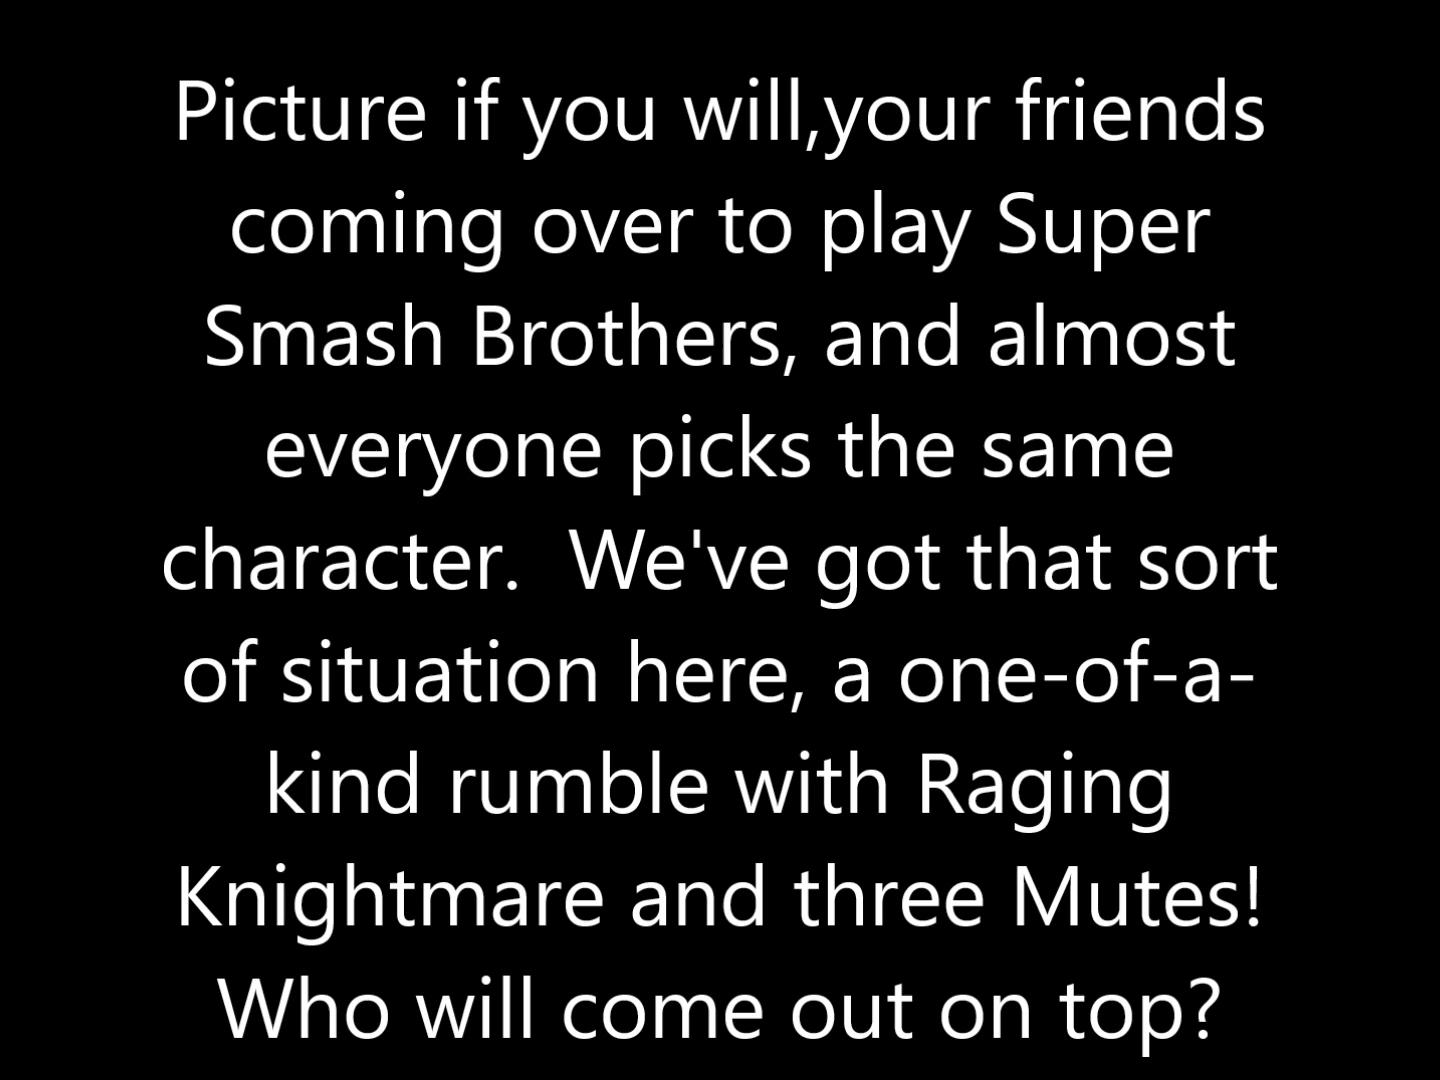 Picture if you will,your friends
coming over to play Super
Smash Brothers, and almost
everyone picks the same
character.  We've got that sort
of situation here, a one-of-a-
kind rumble with Raging
Knightmare and three Mutes!
Who will come out on top?